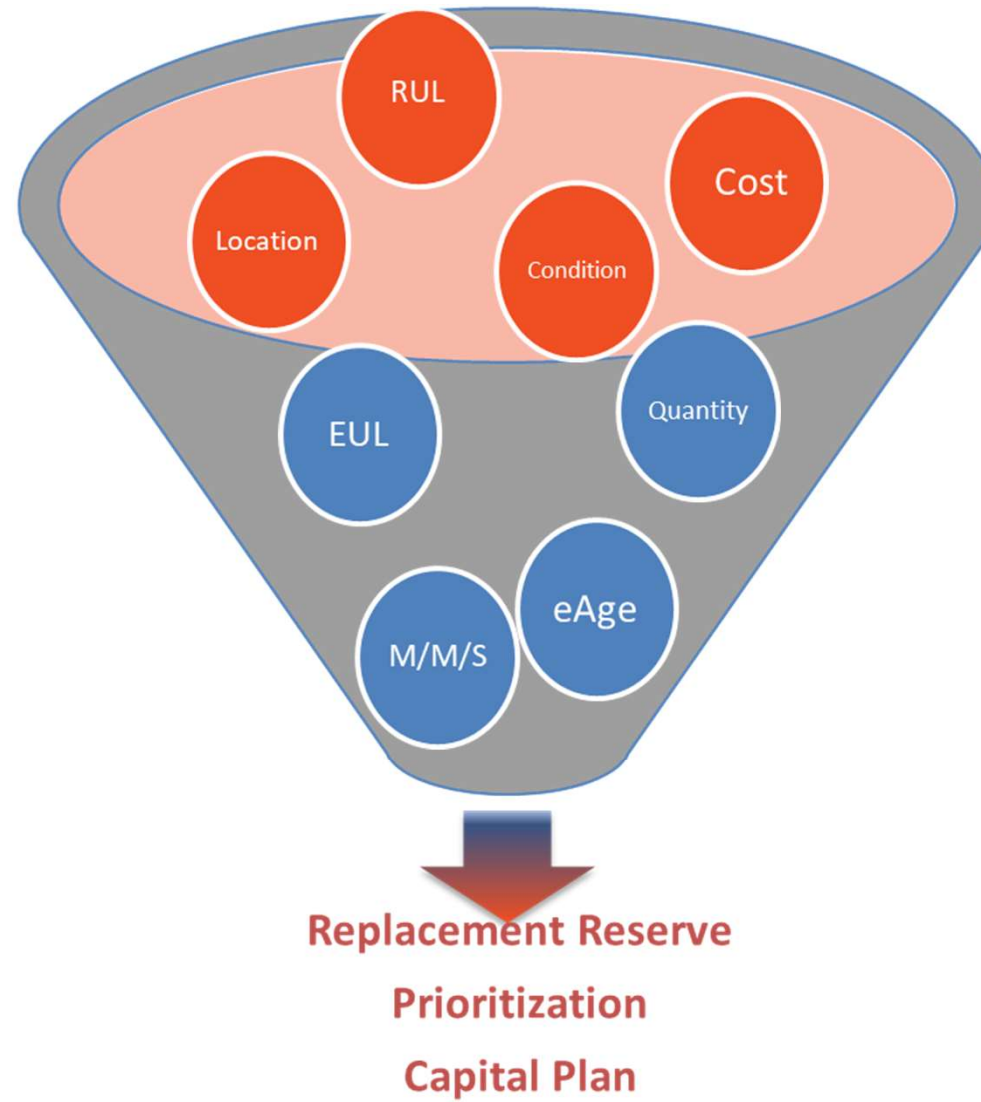 RUL
Cost
Location
Condition
Quantity
EUL
eAge
M/M/S
Replacement Reserve
Prioritization
Capital Plan